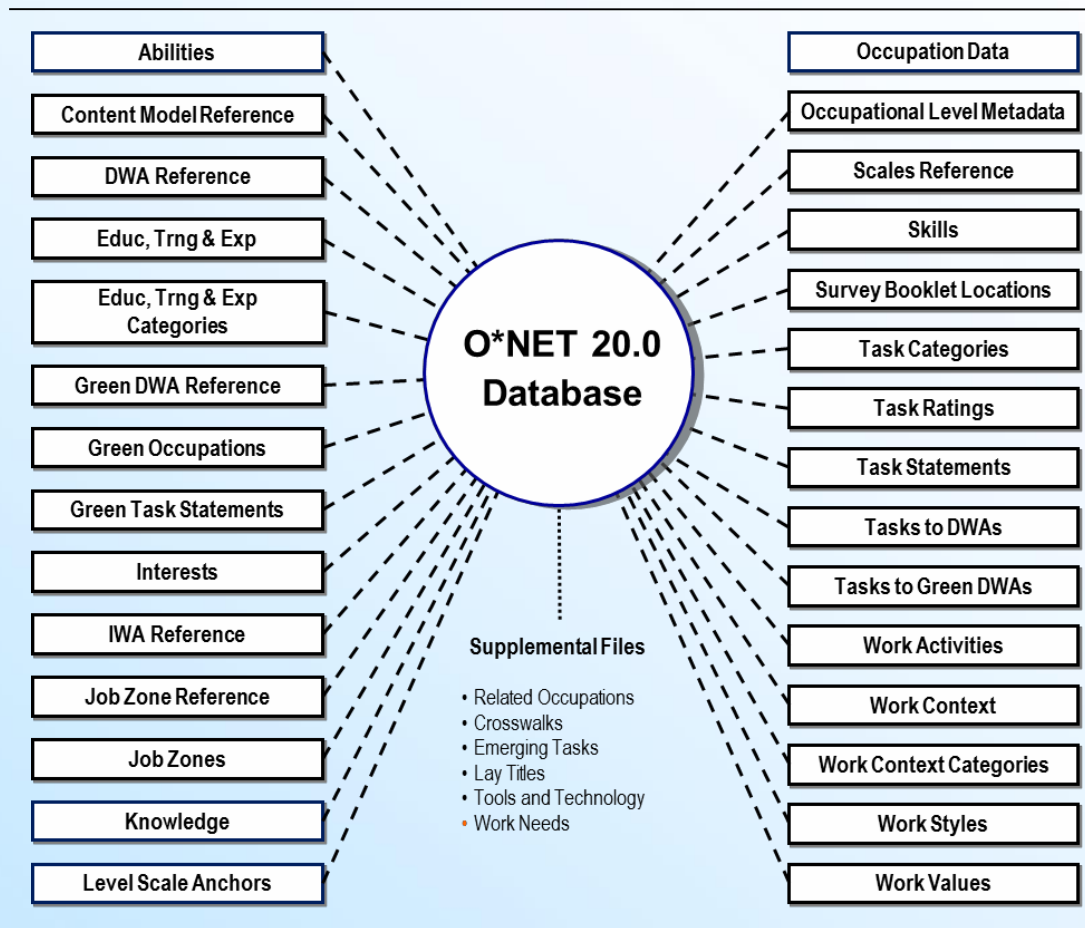 Abilities
Content Model Reference
DWA Reference
Educ, Trng & Exp
Educ, Trng & Exp
Categories
Green DWA Reference
Green Occupations
Green Task Statements
Interests
IWA Reference
Job Zone Reference
Job Zones
Knowledge
Level Scale Anchors
O*NET 20.0
Database
Supplemental Files
• Related Occupations
• Crosswalks
• Emerging Tasks
• Lay Titles
• Tools and Technology
• Work Needs
Occupation Data
Occupational Level Metadata
Scales Reference
Skills
Survey Booklet Locations
Task Categories
Task Ratings
Task Statements
Tasks to DWAs
Tasks to Green DWAs
Work Activities
Work Context
Work Context Categories
Work Styles
Work Values